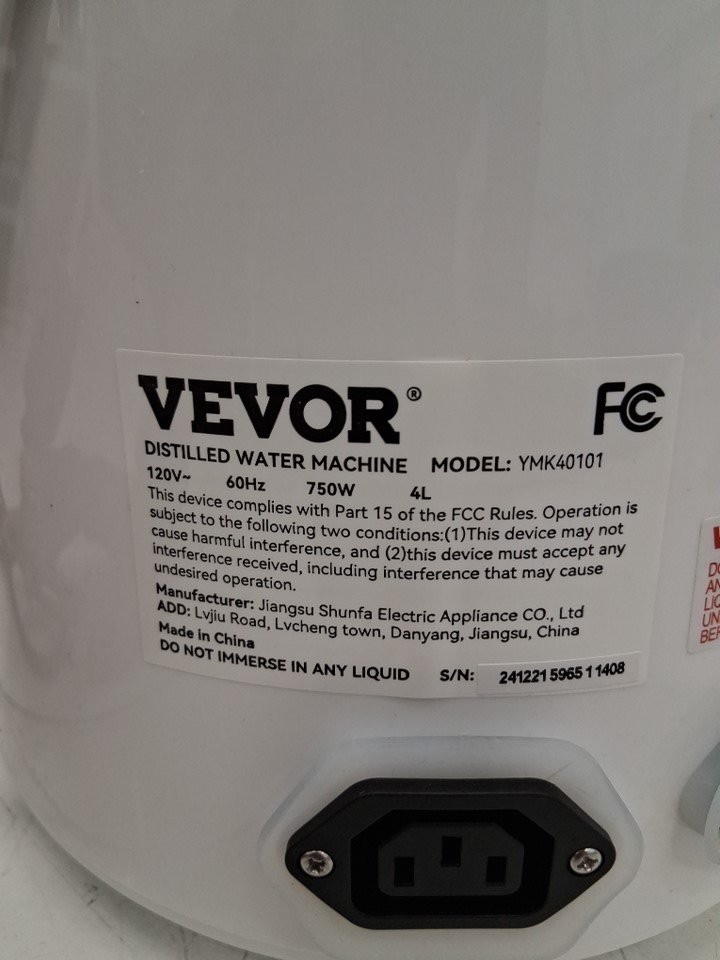 VEVOR®
FC
DISTILLED WATER MACHINE MODEL: YMK40101
120V~ 60Hz 750W 4L
This device complies with Part 15 of the FCC Rules. Operation is
subject to the following two conditions:(1)This device may not
cause harmful interference, and (2)this device must accept any
interference received, including interference that may cause
undesired operation.
Manufacturer: Jiangsu Shunfa Electric Appliance CO., Ltd
ADD: Lvjiu Road, Lvcheng town, Danyang, Jiangsu, China
Made in China
DO NOT IMMERSE IN ANY LIQUID S/N: 241221 5965 1 1408